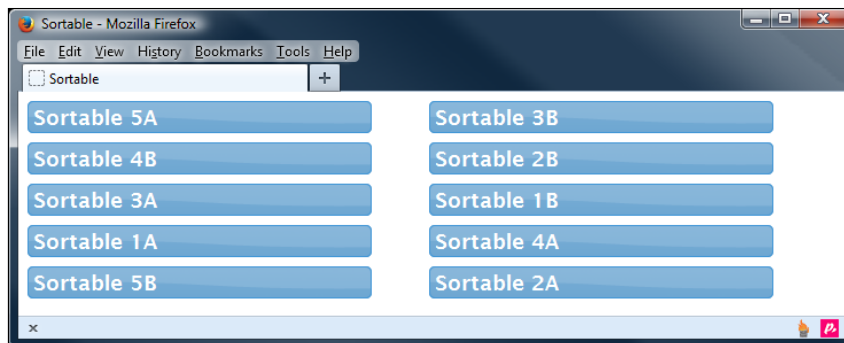 Sortable - Mozilla Firefox
File Edit View History Bookmarks Tools Help
Sortable
Sortable 5A
Sortable 4B
Sortable 3A
Sortable 1A
Sortable 5B
Sortable 3B
Sortable 2B
Sortable 1B
Sortable 4A
Sortable 2A